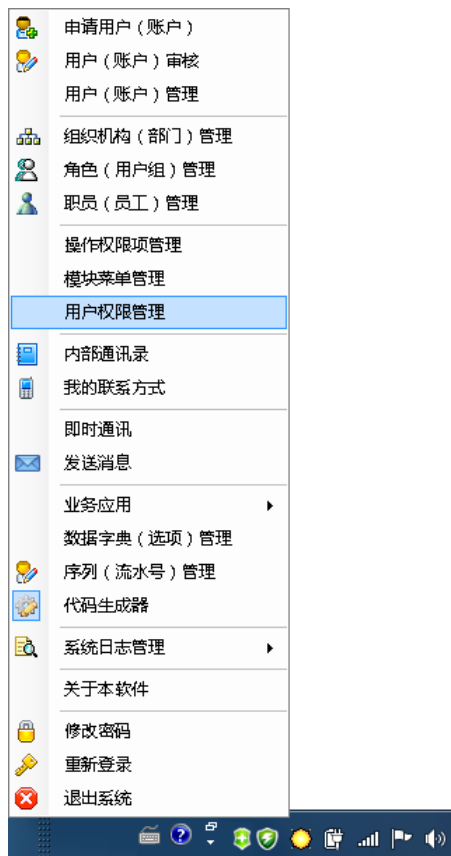 申请用户（账户）
用户（账户）审核
用户（账户）管理
组织机构（部门）管理
角色（用户组）管理
职员（员工）管理
操作权限项管理
模块菜单管理
用户权限管理
内部通讯录
我的联系方式
即时通讯
发送消息
业务应用
数据字典（选项）管理
序列（流水号）管理
代码生成器
系统日志管理
关于本软件
修改密码
重新登录
退出系统